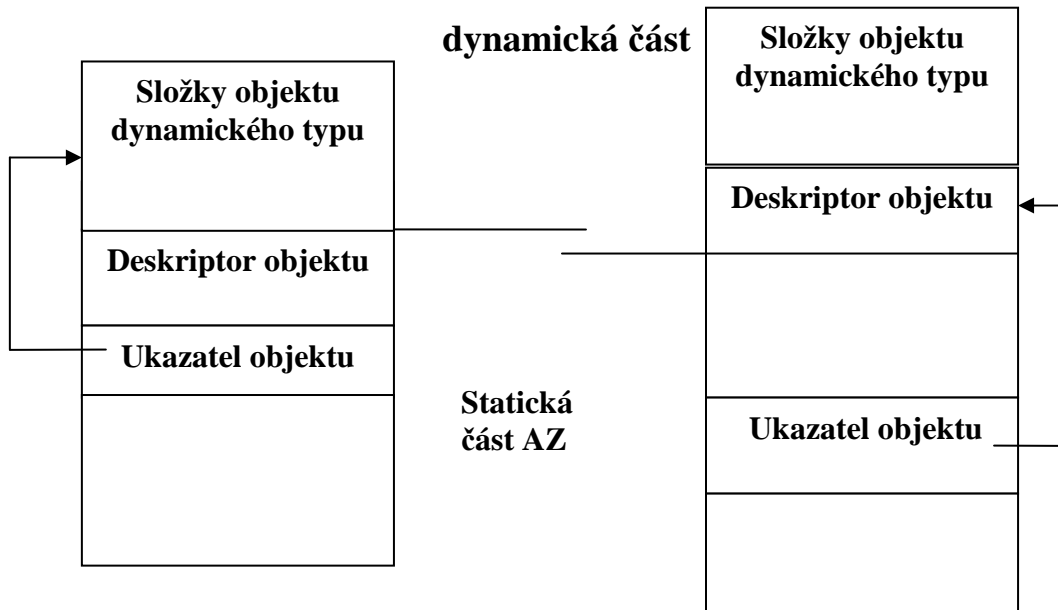 Složky objektu
dynamického typu
Deskriptor objektu
Ukazatel objektu
dynamická část
Statická
část AZ
Složky objektu
dynamického typu
Deskriptor objektu
Ukazatel objektu